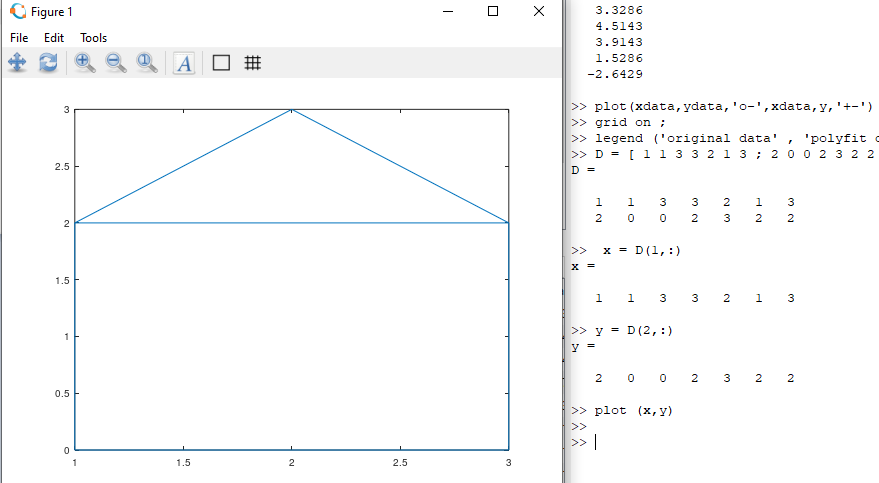 Figure 1
File Edit Tools
A
3
2.5
2
1.5
1
0.5
0
1 1.5 2 2.5 3
3.3286
4.5143
3.9143
1.5286
-2.6429
>> plot(xdata,ydata,'o-',xdata,y,'+-')
>> grid on ;
>> legend ('original data' , 'polyfit
>> D = [ 1 1 3 3 2 1 3 ; 2 0 0 2 3 2 2
D =
1 1 3 3 2 1 3
2 0 0 2 3 2 2
>> x = D(1,:)
x =
1 1 3 3 2 1 3
>> y = D(2,:)
y =
2 0 0 2 3 2 2
>> plot (x,y)
>>
>>